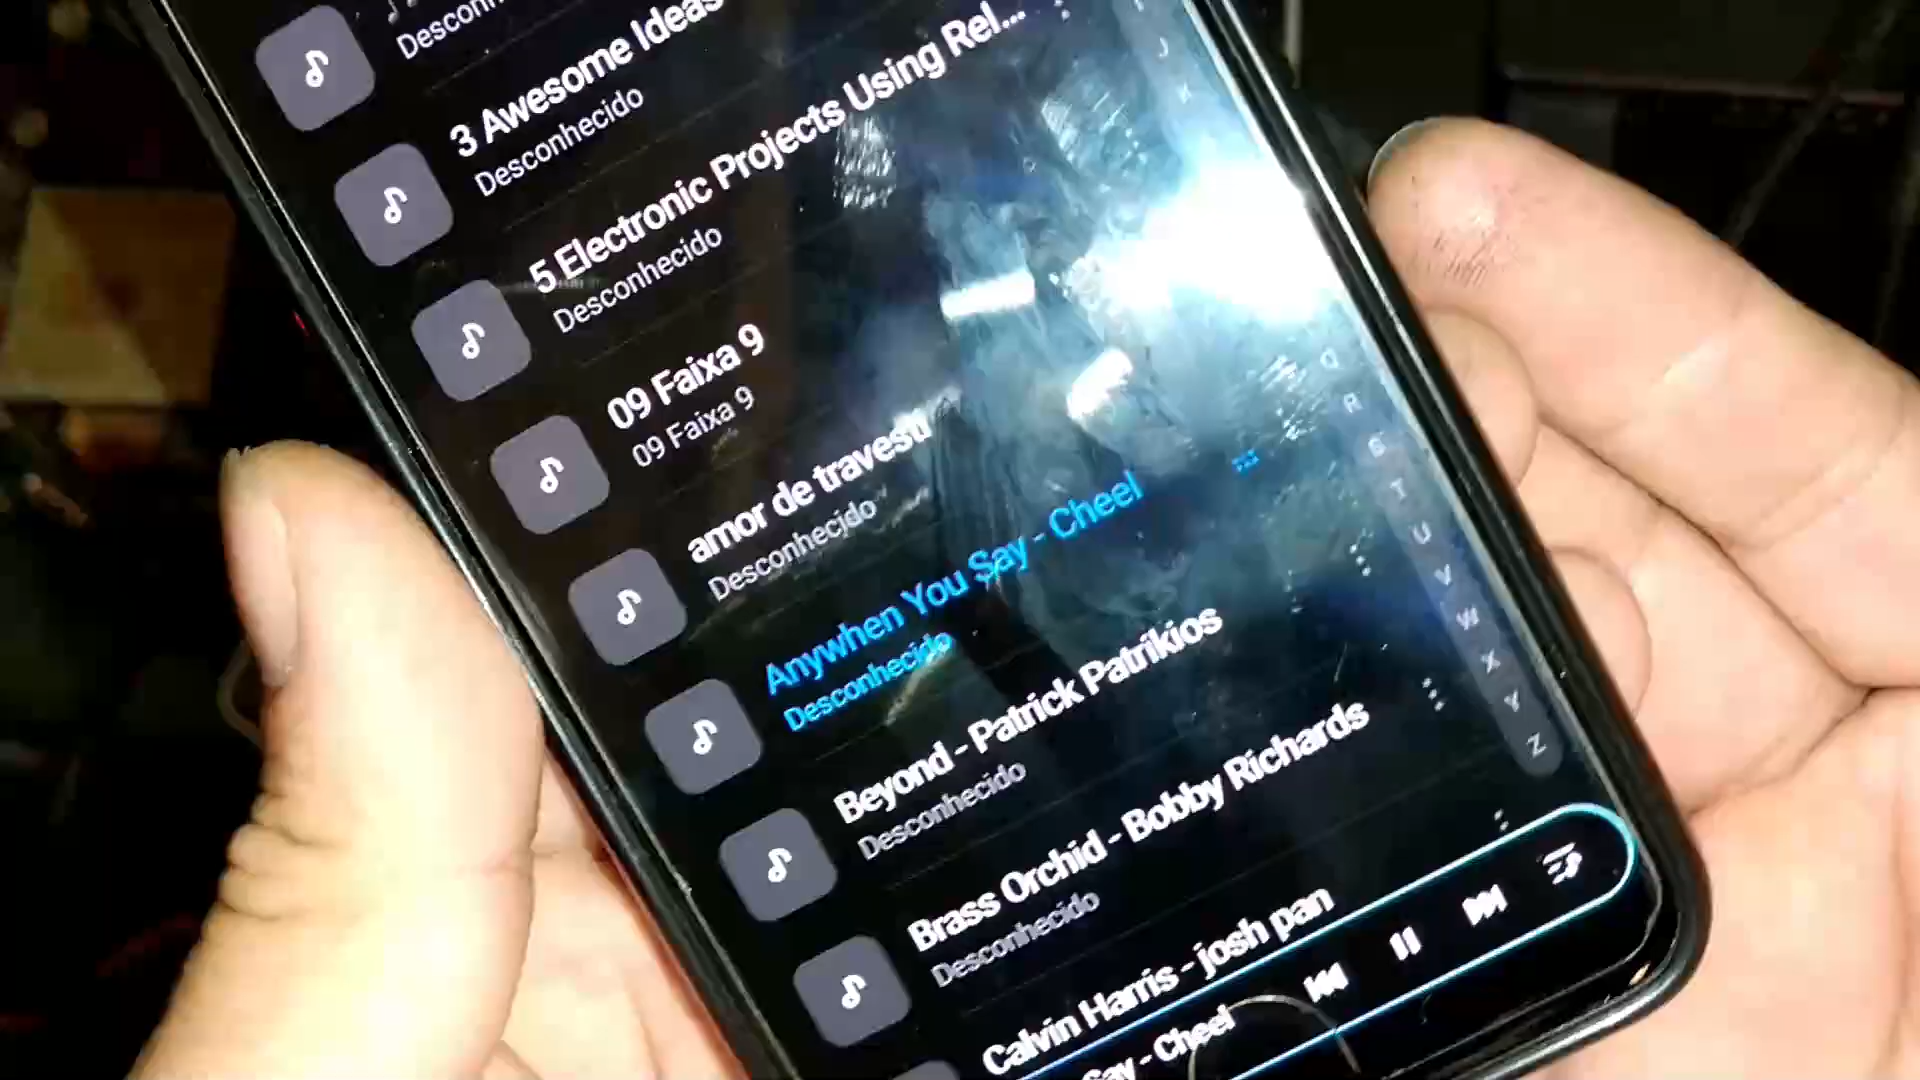 Desconh
3 Awesome Ideas
Desconhecido
5 Electronic Projects Using Rel...
Desconhecido
09 Faixa 9
09 Faixa 9
amor de travesti
Desconhecido
Anywhen You Say - Cheel
Desconhecido
Beyond - Patrick Patrikios
Desconhecido
Brass Orchid - Bobby Richards
Desconhecido
Calvin Harris - josh pan
Say - Cheel
J
K
Q
R
S
T
U
V
W
X
Y
Z